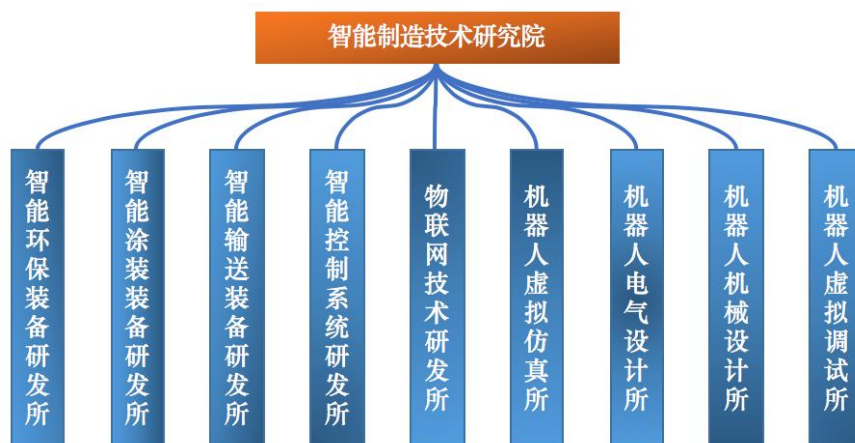 智能制造技术研究院
智能环保装备研发所
智能涂装装备研发所
智能输送装备研发所
智能控制系统研发所
物联网技术研发所
机器人虚拟仿真所
机器人电气设计所
机器人机械设计所
机器人虚拟调试所